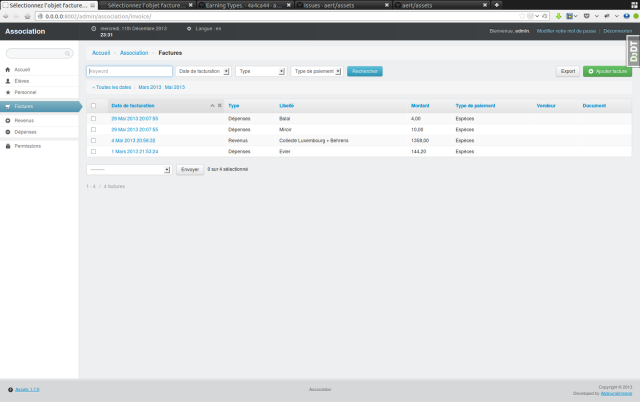 Sélectionnez l'objet facture...
Sélectionnez l'objet facture...
Earning Types · 4a4ca44 · a...
Issues · aert/assets
aert/assets
0.0.0.0:8002/admin/association/invoice/
Association
mercredi, 11th Décembre 2013
23:31
Langue : en
Bienvenue, admin.
Modifier votre mot de passe
Déconnexion
DjDT
Accueil
Association
Factures
Accueil
Élèves
Personnel
Factures
Revenus
Dépenses
Permissions
Keyword
Date de facturation
Type
Type de paiement
Rechercher
Export
Ajouter facture
‹ Toutes les dates
Mars 2013
Mai 2013
Date de facturation Type Libelle Montant Type de paiement Vendeur Document
29 Mai 2013 20:07:55 Dépenses Balai 4,00 Espèces
29 Mai 2013 20:07:55 Dépenses Miroir 10,00 Espèces
4 Mai 2013 20:56:32 Revenus Collecte Luxembourg + Behrens 1359,00 Espèces
1 Mars 2013 21:53:24 Dépenses Evier 144,20 Espèces
---------
Envoyer
0 sur 4 sélectionné
1 - 4 / 4 factures
Assets 1.7.0
Association
Copyright © 2013
Developed by